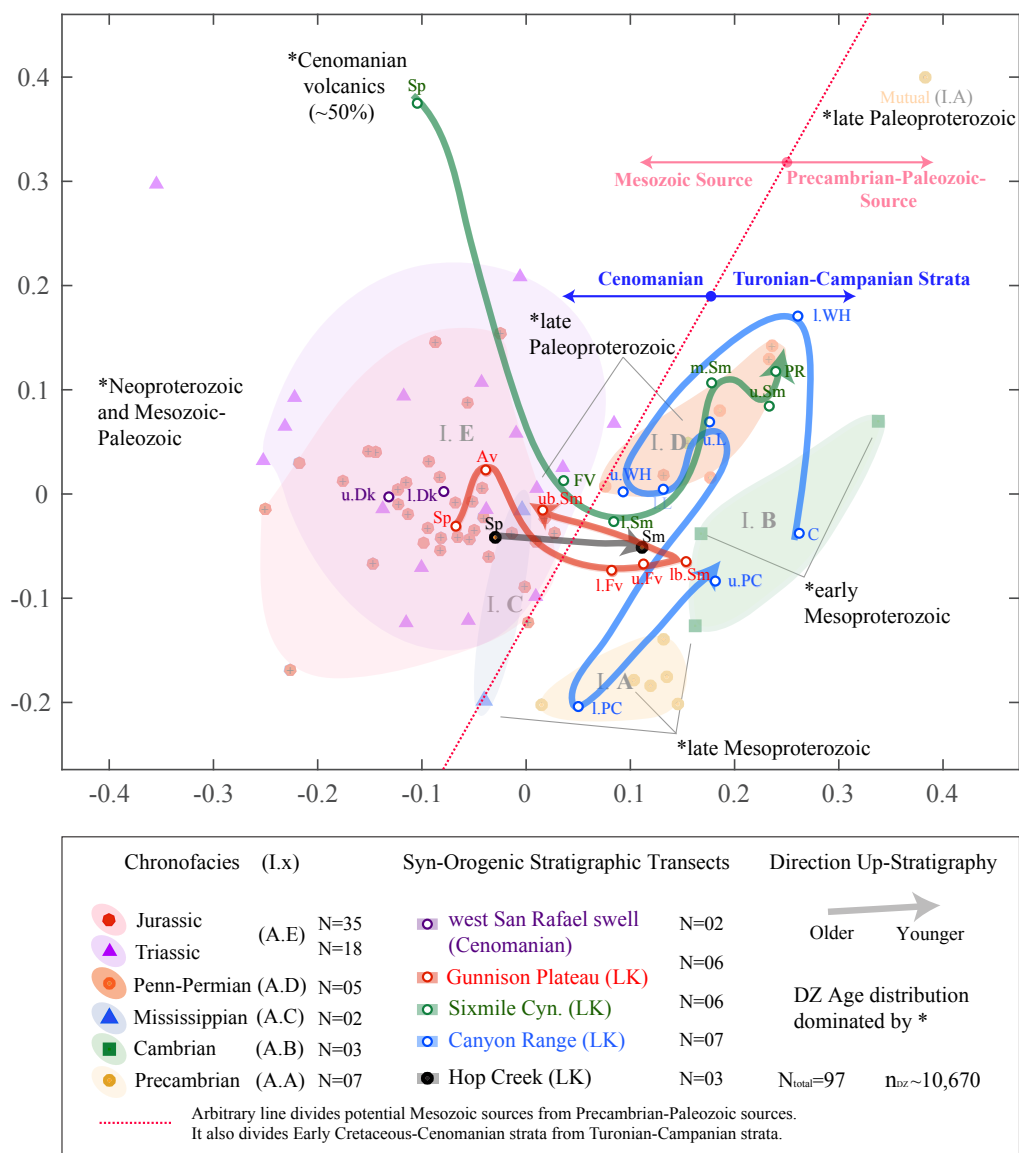 0.4
0.3
0.2
0.1
0
-0.1
-0.2
-0.4
-0.3
-0.2
-0.1
0
0.1
0.2
0.3
0.4
*Cenomanian
volcanics
(~50%)
Sp
Mutual (I.A)
*late Paleoproterozoic
Mesozoic Source
Precambrian-Paleozoic-
Source
Cenomanian
Turonian-Campanian Strata
*late
Paleoproterozoic
*Neoproterozoic
and Mesozoic-
Paleozoic
l.WH
m.Sm
PR
u.Sm
I. E
I. D
u.L
Av
u.WH
FV
L
u.Dk
l.Dk
ub.Sm
Sp
Sp
l.Sm
Sm
I. B
C
l.Fv
u.Fv
lb.Sm
u.PC
*early
Mesoproterozoic
I. C
I. A
l.PC
*late Mesoproterozoic
Chronofacies
(I.x)
Syn-Orogenic Stratigraphic Transects
Direction Up-Stratigraphy
Jurassic
Triassic
(A.E)
N=35
N=18
Penn-Permian
(A.D)
N=05
Mississippian
(A.C)
N=02
Cambrian
(A.B)
N=03
Precambrian
(A.A)
N=07
west San Rafael swell
(Cenomanian)
N=02
Gunnison Plateau (LK)
N=06
Sixmile Cyn. (LK)
N=06
Canyon Range (LK)
N=07
Hop Creek (LK)
N=03
Older
Younger
DZ Age distribution
dominated by *
Ntotal=97
nDZ~10,670
Arbitrary line divides potential Mesozoic sources from Precambrian-Paleozoic sources.
It also divides Early Cretaceous-Cenomanian strata from Turonian-Campanian strata.